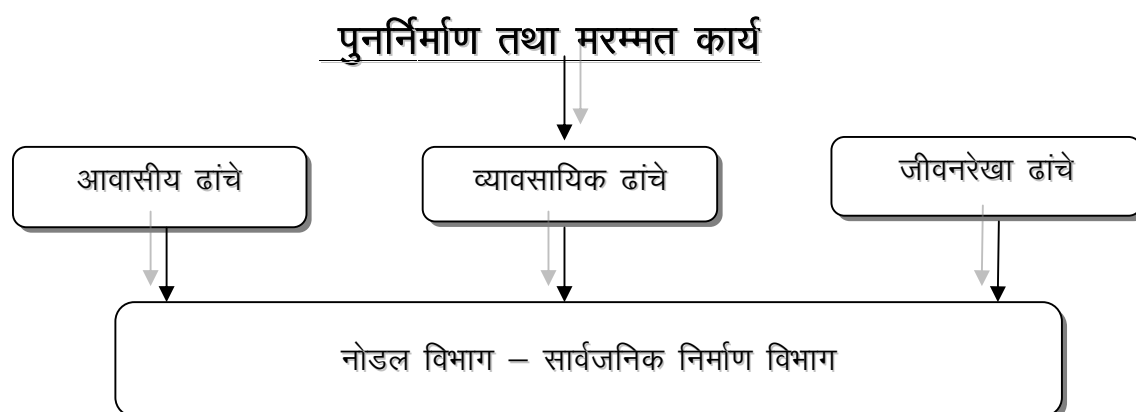 पुनर्निर्माण तथा मरम्मत कार्य
आवासीय ढांचे
व्यावसायिक ढांचे
जीवनरेखा ढांचे
नोडल विभाग – सार्वजनिक निर्माण विभाग